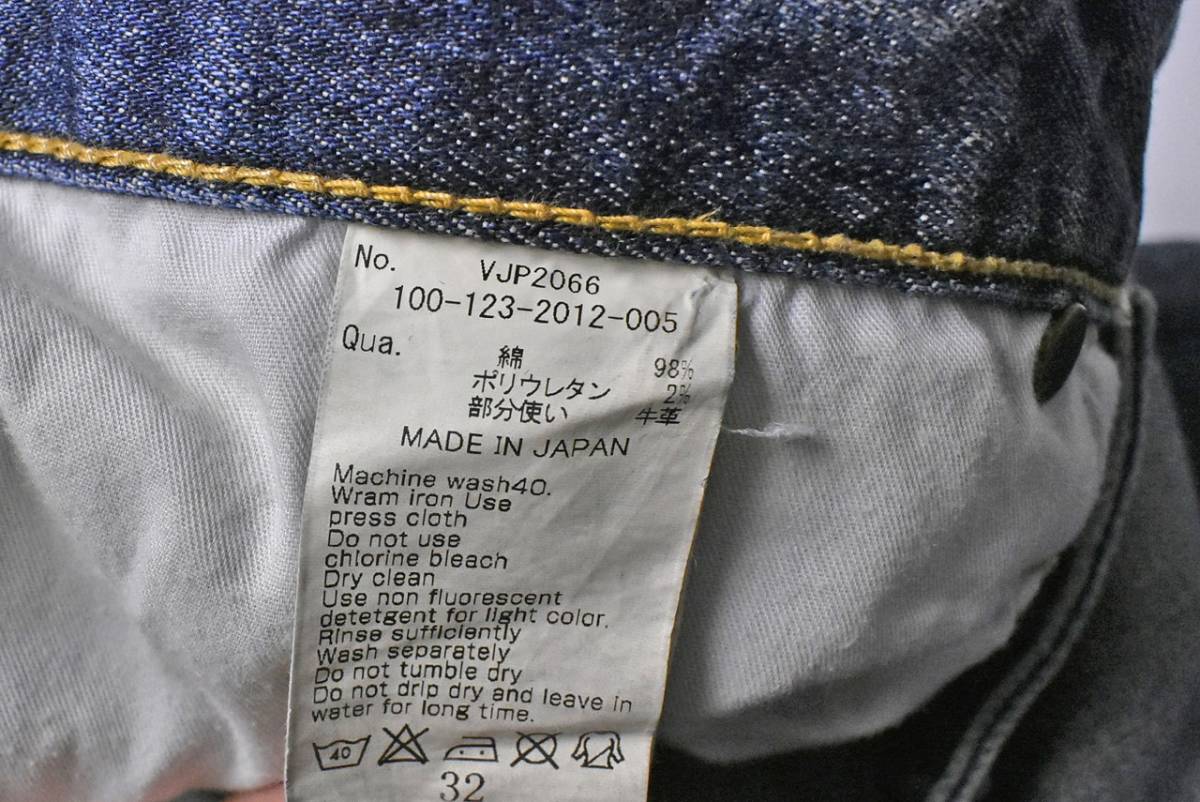 No. VJP2066
100-123-2012-005
Qua.
綿 98%
ポリウレタン 2%
部分使い 牛革
MADE IN JAPAN
Machine wash40.
Wram iron Use
press cloth
Do not use
chlorine bleach
Dry clean
Use non fluorescent
detetgent for light color.
Rinse sufficiently
Wash separately
Do not tumble dry
Do not drip dry and leave in
water for long time.
40
32